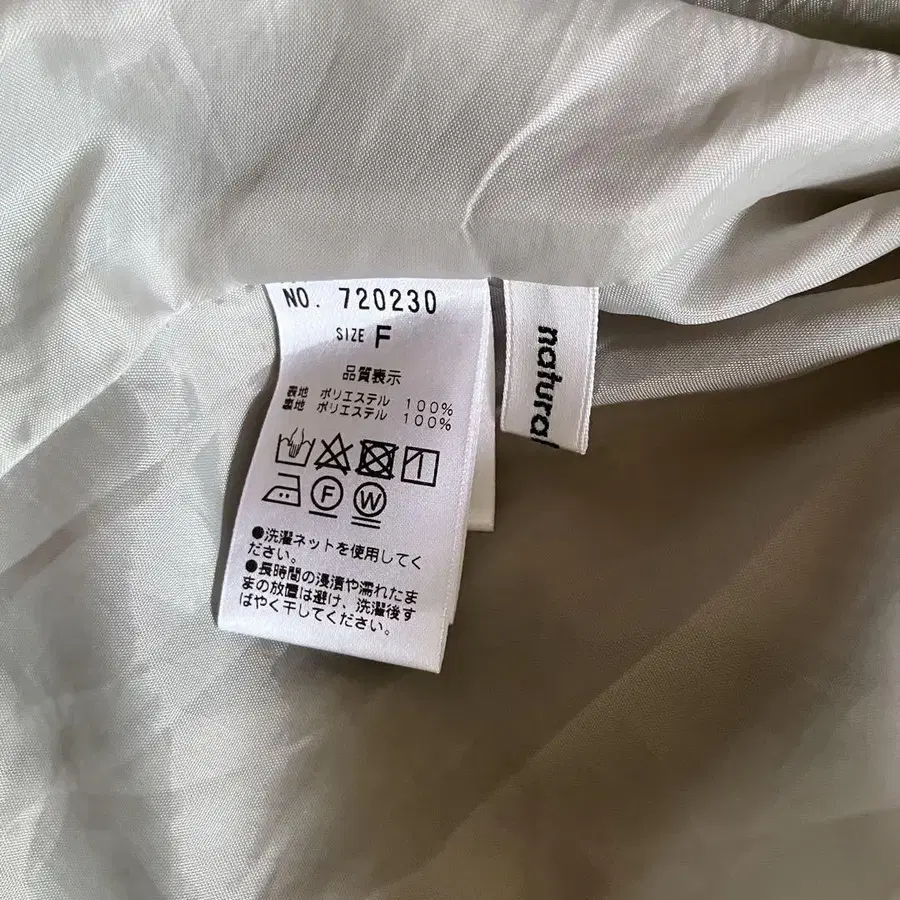 NO. 720230
SIZE F
品質表示
表地 ポリエステル 100%
裏地 ポリエステル 100%
F W
●洗濯ネットを使用してく
ださい。
●長時間の浸漬や濡れたま
まの放置は避け、洗濯後す
ばやく干してください。
natural